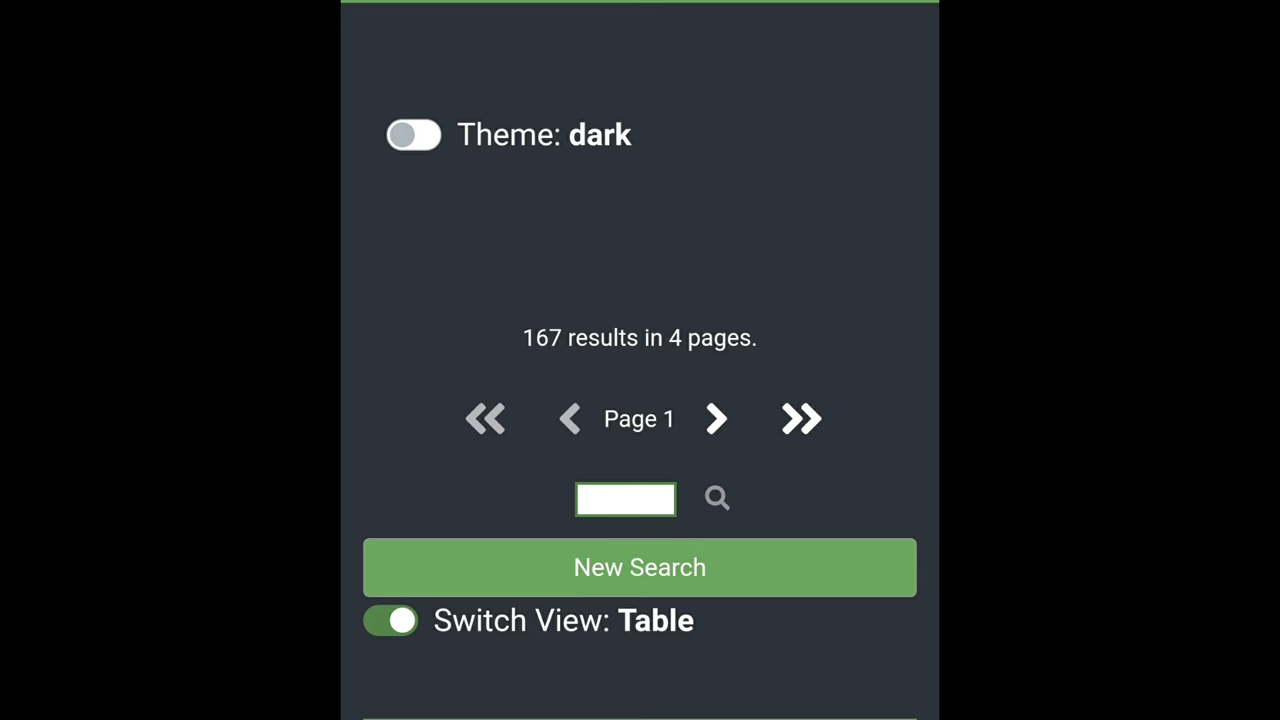 Theme: dark
167 results in 4 pages.
Page 1
New Search
Switch View: Table